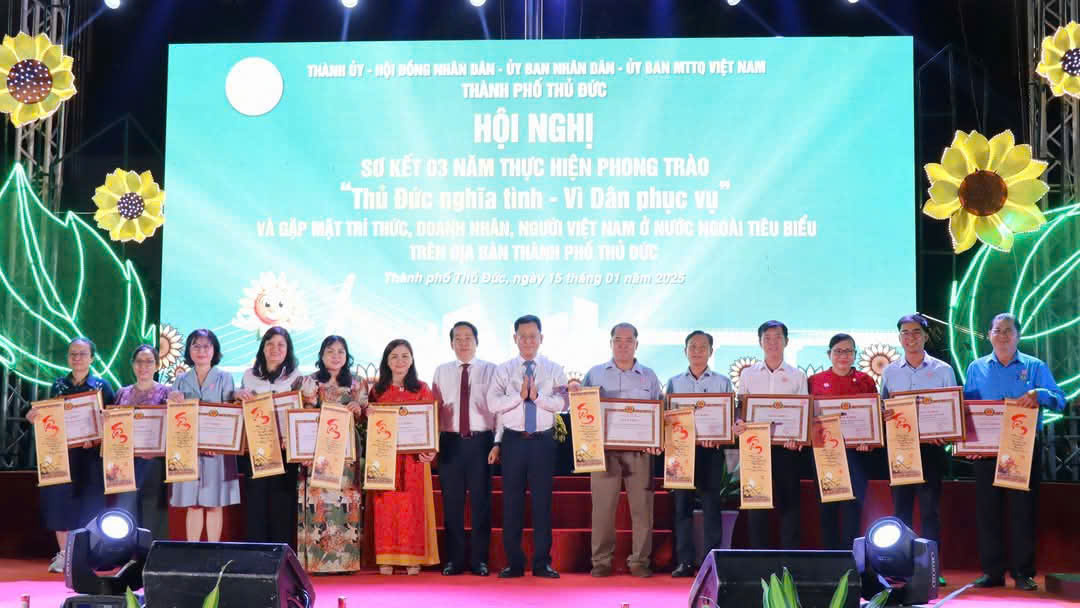 THÀNH ỦY - HỘI ĐỒNG NHÂN DÂN - ỦY BAN NHÂN DÂN - ỦY BAN MTTQ VIỆT NAM
THÀNH PHỐ THỦ ĐỨC
HỘI NGHỊ
SƠ KẾT 03 NĂM THỰC HIỆN PHONG TRÀO
"Thủ Đức nghĩa tình - Vì Dân phục vụ"
VÀ GẶP MẶT TRÍ THỨC, DOANH NHÂN, NGƯỜI VIỆT NAM Ở NƯỚC NGOÀI TIÊU BIỂU
TRÊN ĐỊA BÀN THÀNH PHỐ THỦ ĐỨC
Thành phố Thủ Đức, ngày 15 tháng 01 năm 2025